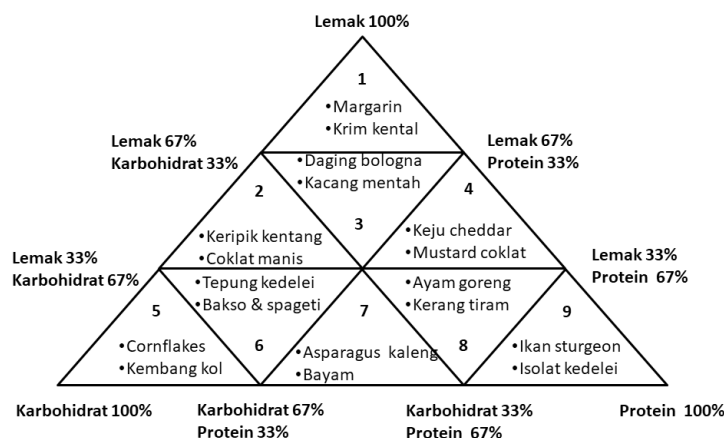 Lemak 100%
1
•Margarin
•Krim kental
Lemak 67%
Karbohidrat 33%
Lemak 67%
Protein 33%
•Daging bologna
•Kacang mentah
2
3
4
•Keripik kentang
•Coklat manis
•Keju cheddar
•Mustard coklat
Lemak 33%
Karbohidrat 67%
Lemak 33%
Protein 67%
•Tepung kedelei
•Bakso & spageti
•Ayam goreng
•Kerang tiram
5
6
7
8
9
•Cornflakes
•Kembang kol
•Asparagus kaleng
•Bayam
•Ikan sturgeon
•Isolat kedelei
Karbohidrat 100%
Karbohidrat 67%
Protein 33%
Karbohidrat 33%
Protein 67%
Protein 100%